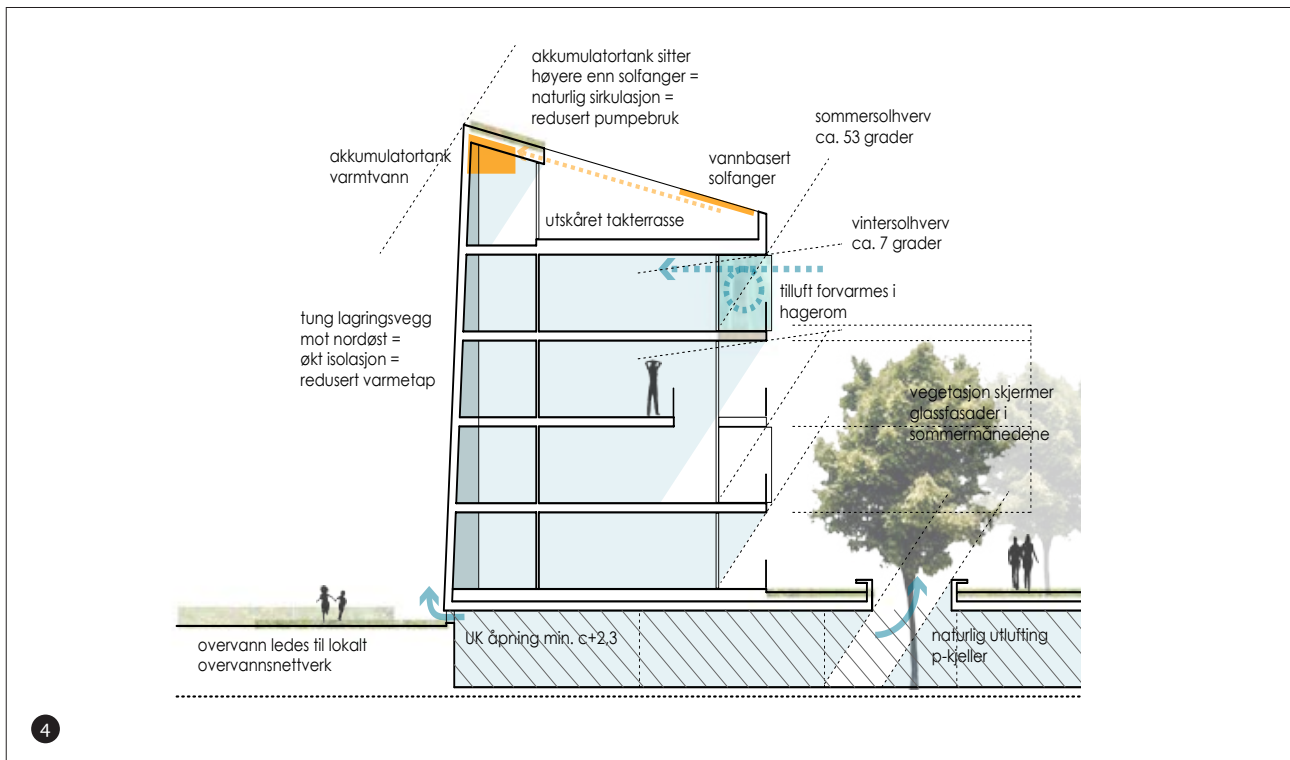 akkumulatortank sitter
høyere enn solfanger =
naturlig sirkulasjon =
redusert pumpebruk
sommersolhverv
ca. 53 grader
akkumulatortank
varmtvann
vannbasert
solfanger
utskåret takterrasse
vintersolhverv
ca. 7 grader
tilluft forvarmes i
hagerom
tung lagringsvegg
mot nordøst =
økt isolasjon =
redusert varmetap
vegetasjon skjermer
glassfasader i
sommermånedene
overvann ledes til lokalt
overvannsnettverk
UK åpning min. c+2,3
naturlig utlufting
p-kjeller
4